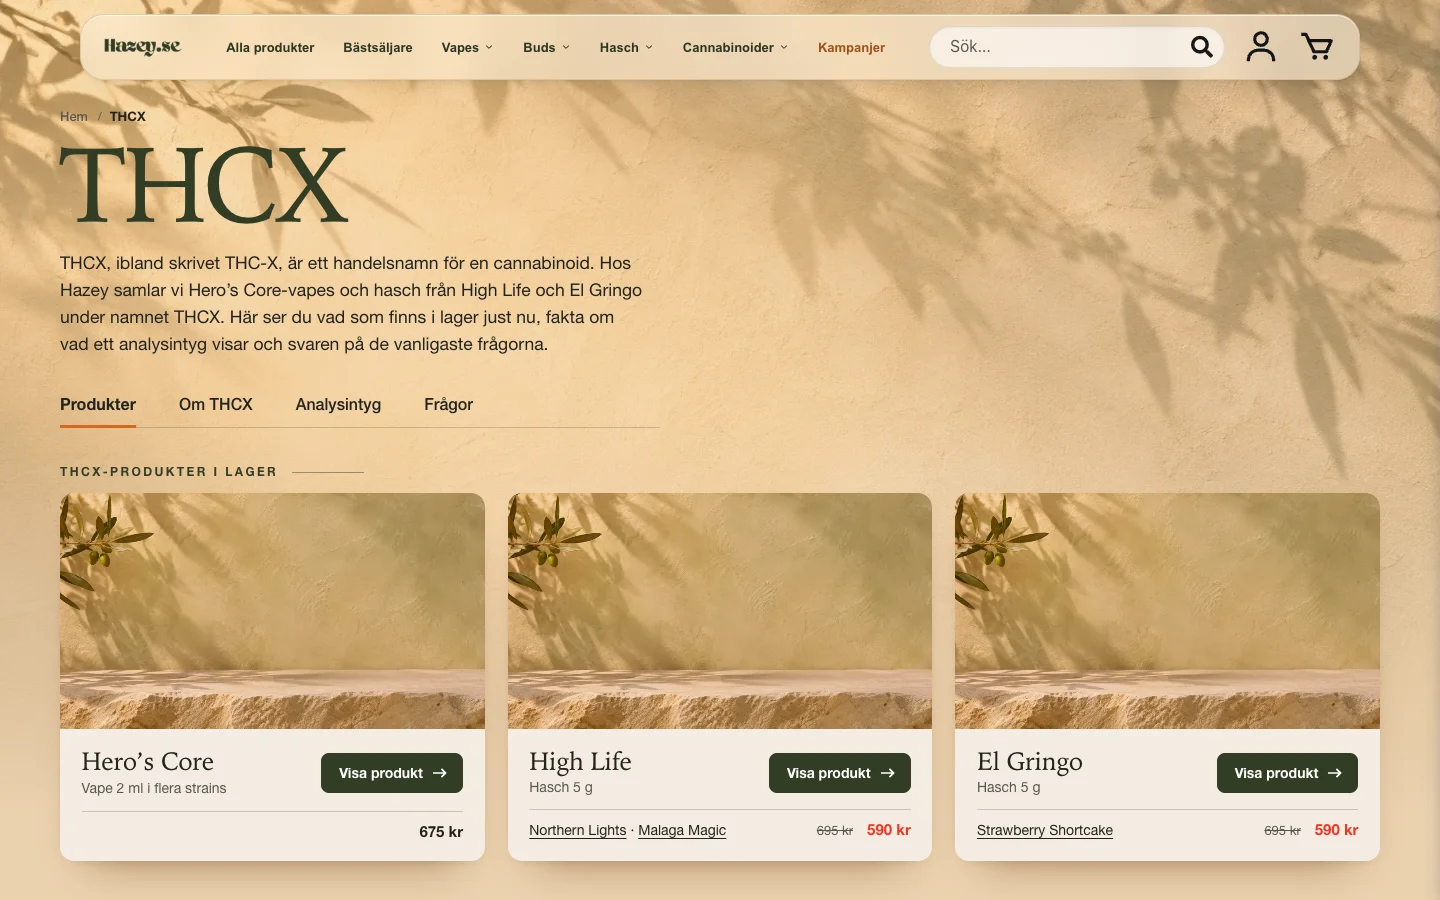 Hazey.se
Alla produkter
Bästsäljare
Vapes
Buds
Hasch
Cannabinoider
Kampanjer
Sök...
Hem / THCX
THCX
THCX, ibland skrivet THC-X, är ett handelsnamn för en cannabinoid. Hos
Hazey samlar vi Hero’s Core-vapes och hasch från High Life och El Gringo
under namnet THCX. Här ser du vad som finns i lager just nu, fakta om
vad ett analysintyg visar och svaren på de vanligaste frågorna.
Produkter
Om THCX
Analysintyg
Frågor
THCX-PRODUKTER I LAGER
Hero’s Core
Vape 2 ml i flera strains
Visa produkt →
675 kr
High Life
Hasch 5 g
Visa produkt →
Northern Lights · Malaga Magic
695 kr 590 kr
El Gringo
Hasch 5 g
Visa produkt →
Strawberry Shortcake
695 kr 590 kr